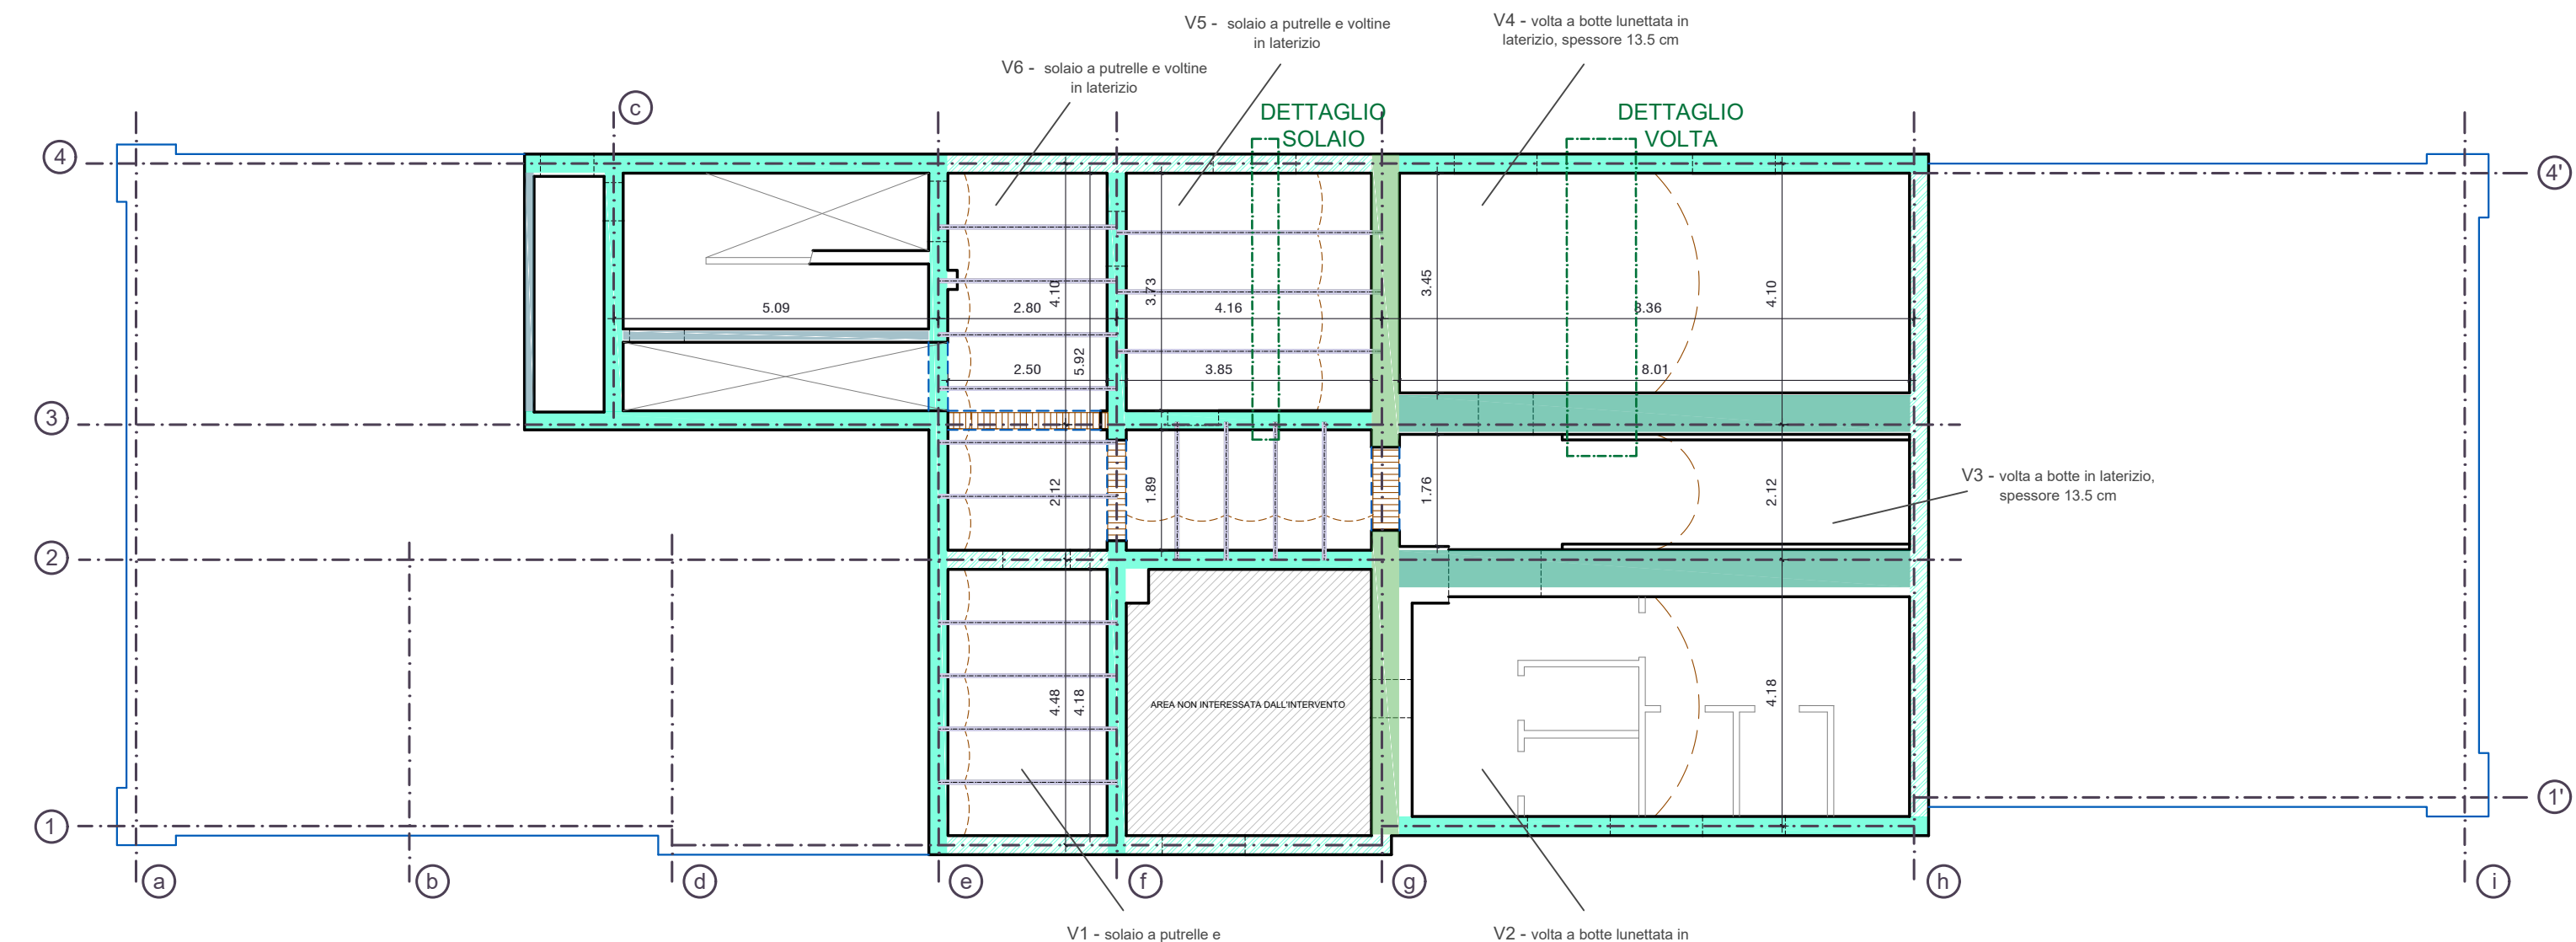 V5 - solaio a putrelle e voltine
in laterizio
V4 - volta a botte lunettata in
laterizio, spessore 13.5 cm
V6 - solaio a putrelle e voltine
in laterizio
c
DETTAGLIO
SOLAIO
DETTAGLIO
VOLTA
4
4'
4.10
3.73
3.45
4.10
5.09
2.80
4.16
8.36
5.92
2.50
3.85
8.01
3
2.12
1.89
1.76
2.12
V3 - volta a botte in laterizio,
spessore 13.5 cm
2
4.48
4.18
AREA NON INTERESSATA DALL'INTERVENTO
4.18
1
1'
a
b
d
e
f
g
h
i
V1 - solaio a putrelle e
V2 - volta a botte lunettata in